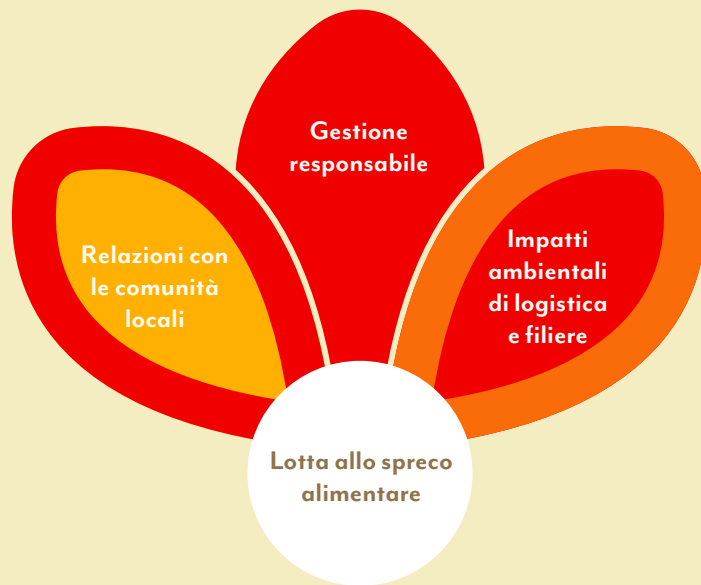 Gestione
responsabile
Relazioni con
le comunità
locali
Impatti
ambientali
di logistica
e filiere
Lotta allo spreco
alimentare